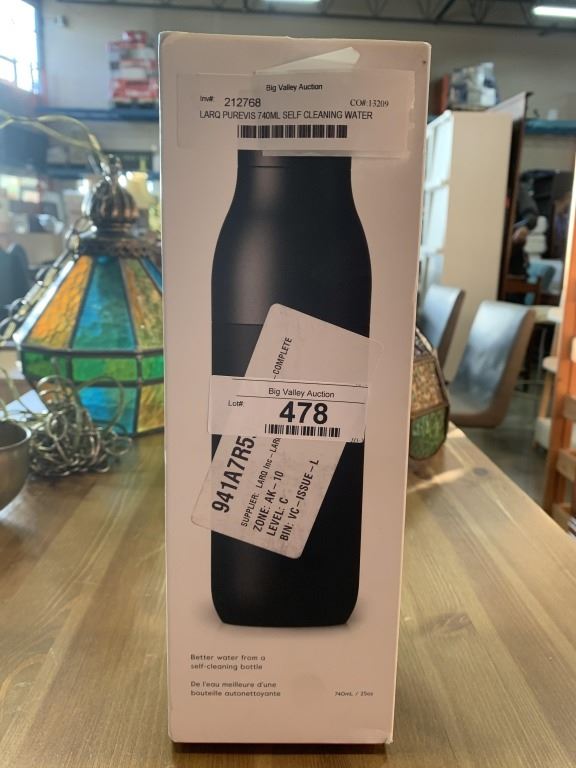 Big Valley Auction
Inv#: 212768 CO#:13209
LARQ PUREVIS 740ML SELF CLEANING WATER
-COMPLETE
Big Valley Auction
Lot#:
478
941A7R5
SUPPLIER: LARQ Inc - LAR
ZONE: AK-10
LEVEL: C
BIN: VC-ISSUE-L
Better water from a
self-cleaning bottle
De l'eau meilleure d'une
bouteille autonettoyante
740mL / 25oz